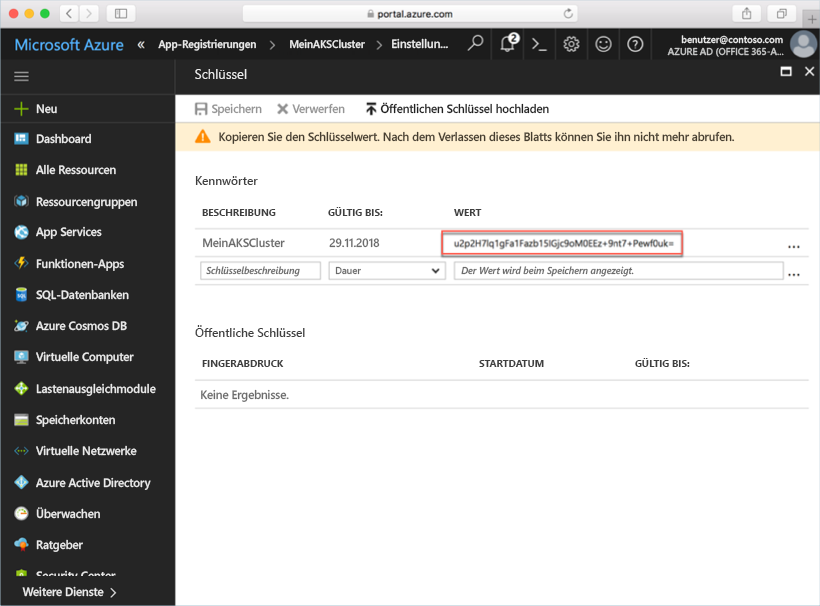 portal.azure.com
Microsoft Azure « App-Registrierungen > MeinAKSCluster > Einstellun... 2 benutzer@contoso.com
AZURE AD (OFFICE 365-A...
Schlüssel
Neu
Dashboard
Alle Ressourcen
Ressourcengruppen
App Services
Funktionen-Apps
SQL-Datenbanken
Azure Cosmos DB
Virtuelle Computer
Lastenausgleichmodule
Speicherkonten
Virtuelle Netzwerke
Azure Active Directory
Überwachen
Ratgeber
Security Center
Weitere Dienste >
Speichern Verwerfen Öffentlichen Schlüssel hochladen
Kopieren Sie den Schlüsselwert. Nach dem Verlassen dieses Blatts können Sie ihn nicht mehr abrufen.
Kennwörter
BESCHREIBUNG GÜLTIG BIS: WERT
MeinAKSCluster 29.11.2018 u2p2H7lq1gFa1Fazb15IGjc9oM0EEz+9nt7+Pewf0uk= ...
Schlüsselbeschreibung Dauer Der Wert wird beim Speichern angezeigt. ...
Öffentliche Schlüssel
FINGERABDRUCK STARTDATUM GÜLTIG BIS:
Keine Ergebnisse.